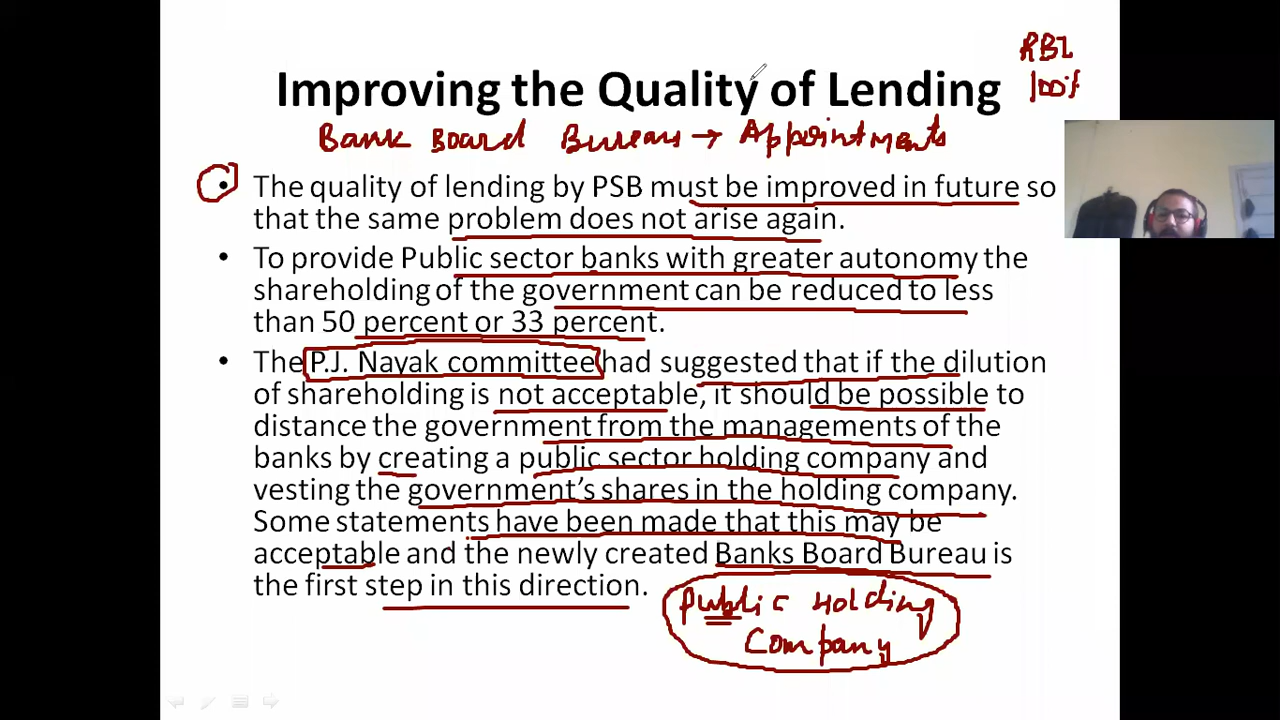 RBI
100%
Improving the Quality of Lending
Bank Board Bureau → Appointments
• The quality of lending by PSB must be improved in future so
that the same problem does not arise again.
• To provide Public sector banks with greater autonomy the
shareholding of the government can be reduced to less
than 50 percent or 33 percent.
• The P.J. Nayak committee had suggested that if the dilution
of shareholding is not acceptable, it should be possible to
distance the government from the managements of the
banks by creating a public sector holding company and
vesting the government's shares in the holding company.
Some statements have been made that this may be
acceptable and the newly created Banks Board Bureau is
the first step in this direction.
Public Holding
Company